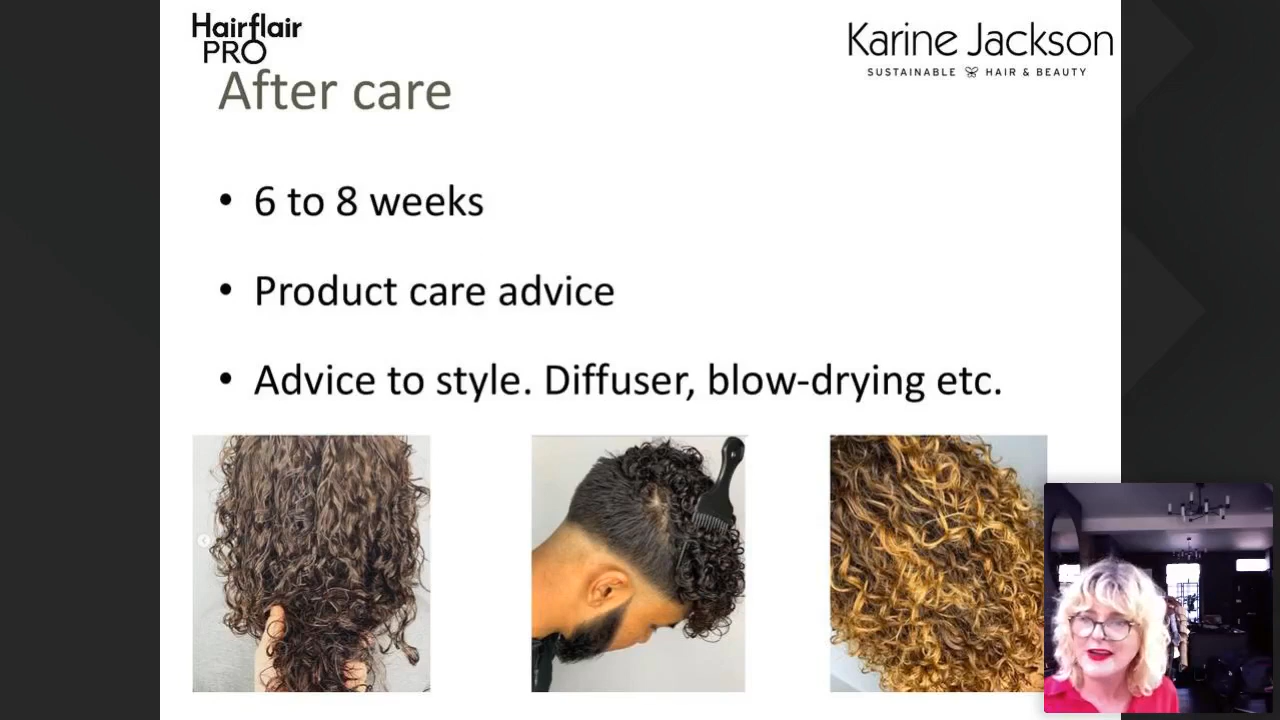 Hairflair
PRO
Karine Jackson
SUSTAINABLE HAIR & BEAUTY
After care
• 6 to 8 weeks
• Product care advice
• Advice to style. Diffuser, blow-drying etc.